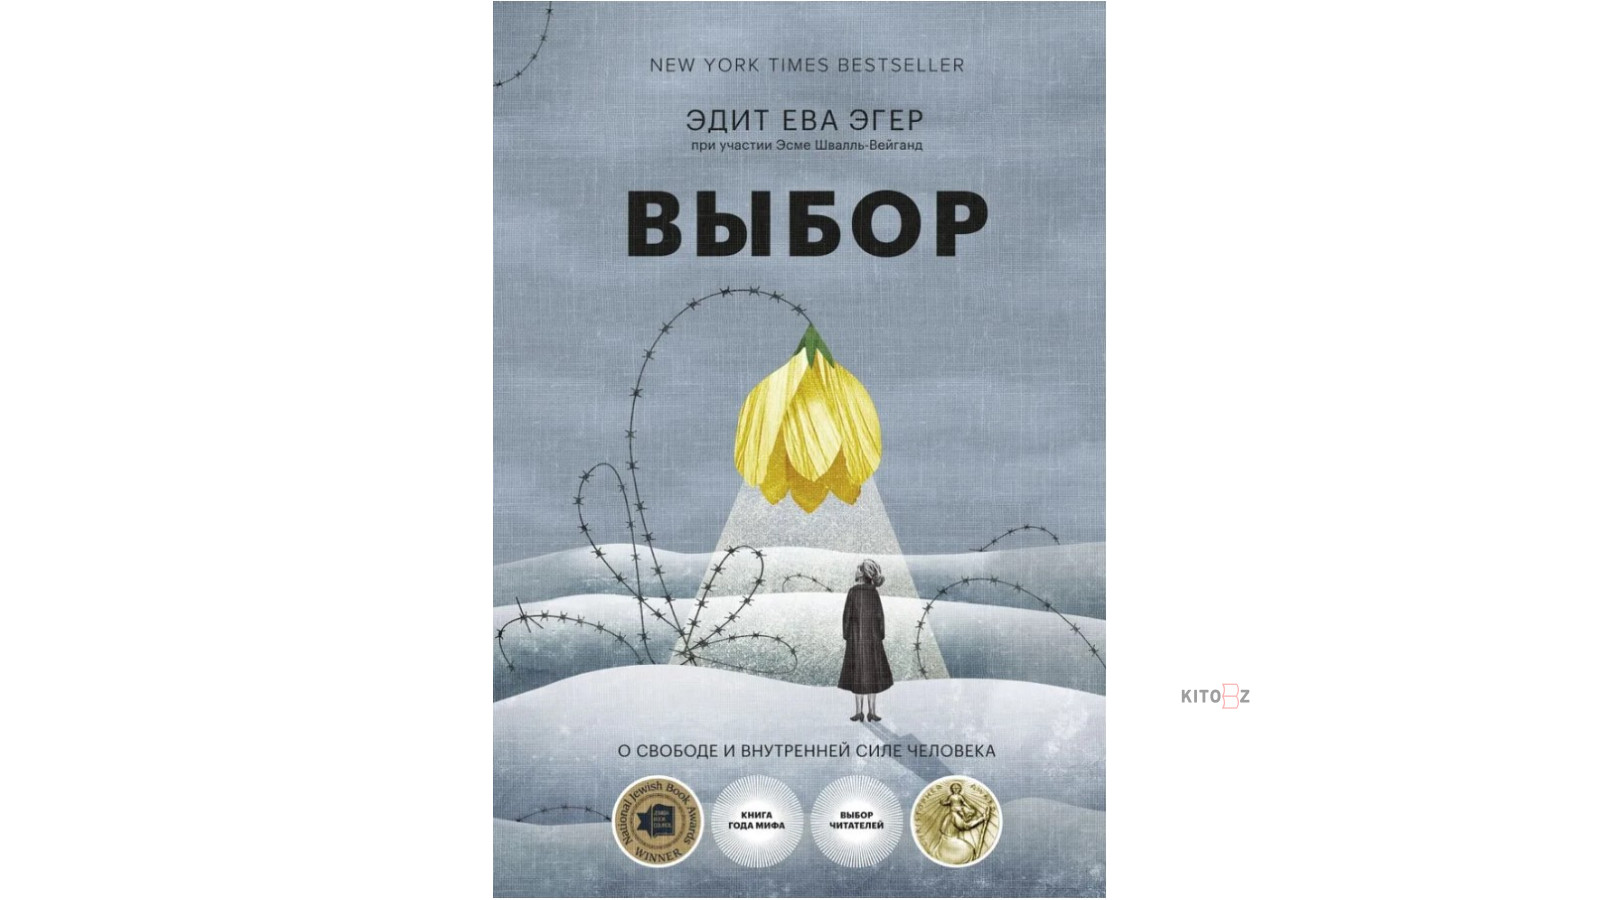 NEW YORK TIMES BESTSELLER
ЭДИТ ЕВА ЭГЕР
при участии Эсме Швалль-Вейганд
ВЫБОР
О СВОБОДЕ И ВНУТРЕННЕЙ СИЛЕ ЧЕЛОВЕКА
National Jewish Book Awards
WINNER
КНИГА
ГОДА МИФА
ВЫБОР
ЧИТАТЕЛЕЙ
KITOBZ